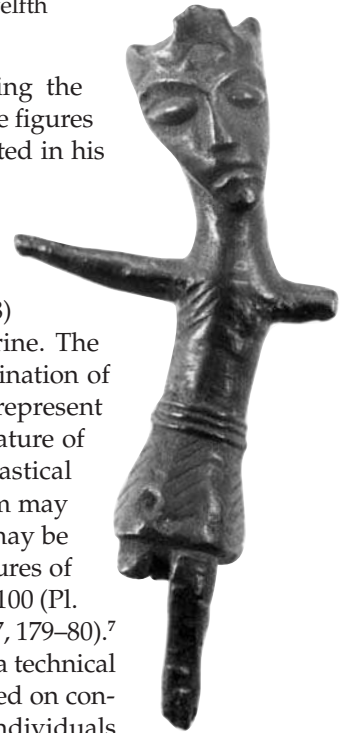 elfth
ing the
e figures
ted in his
3)
rine. The
ination of
represent
ature of
astical
m may
may be
ures of
100 (Pl.
7, 179–80).⁷
a technical
ed on con-
ndividuals